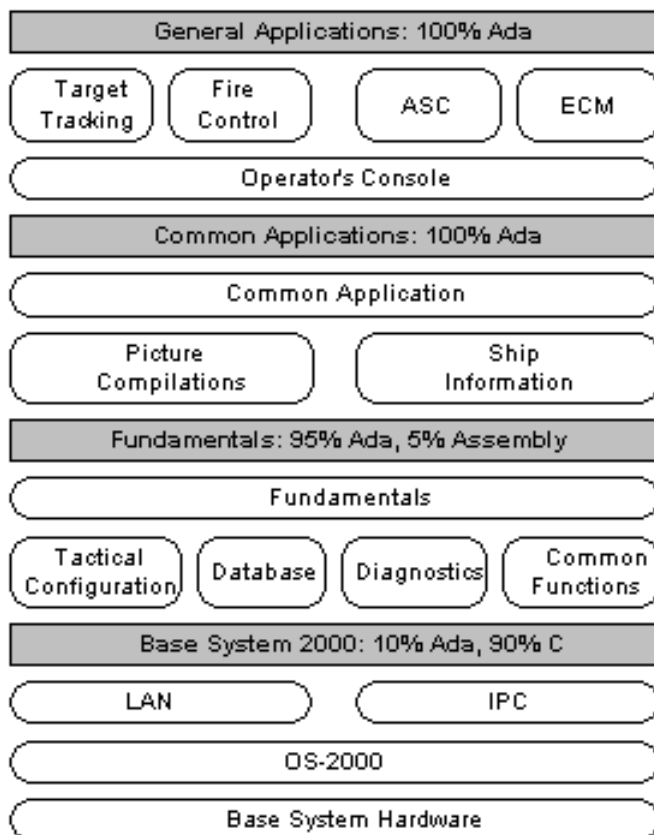 General Applications: 100% Ada
Target
Tracking
Fire
Control
ASC
ECM
Operator's Console
Common Applications: 100% Ada
Common Application
Picture
Compilations
Ship
Information
Fundamentals: 95% Ada, 5% Assembly
Fundamentals
Tactical
Configuration
Database
Diagnostics
Common
Functions
Base System 2000: 10% Ada, 90% C
LAN
IPC
OS-2000
Base System Hardware